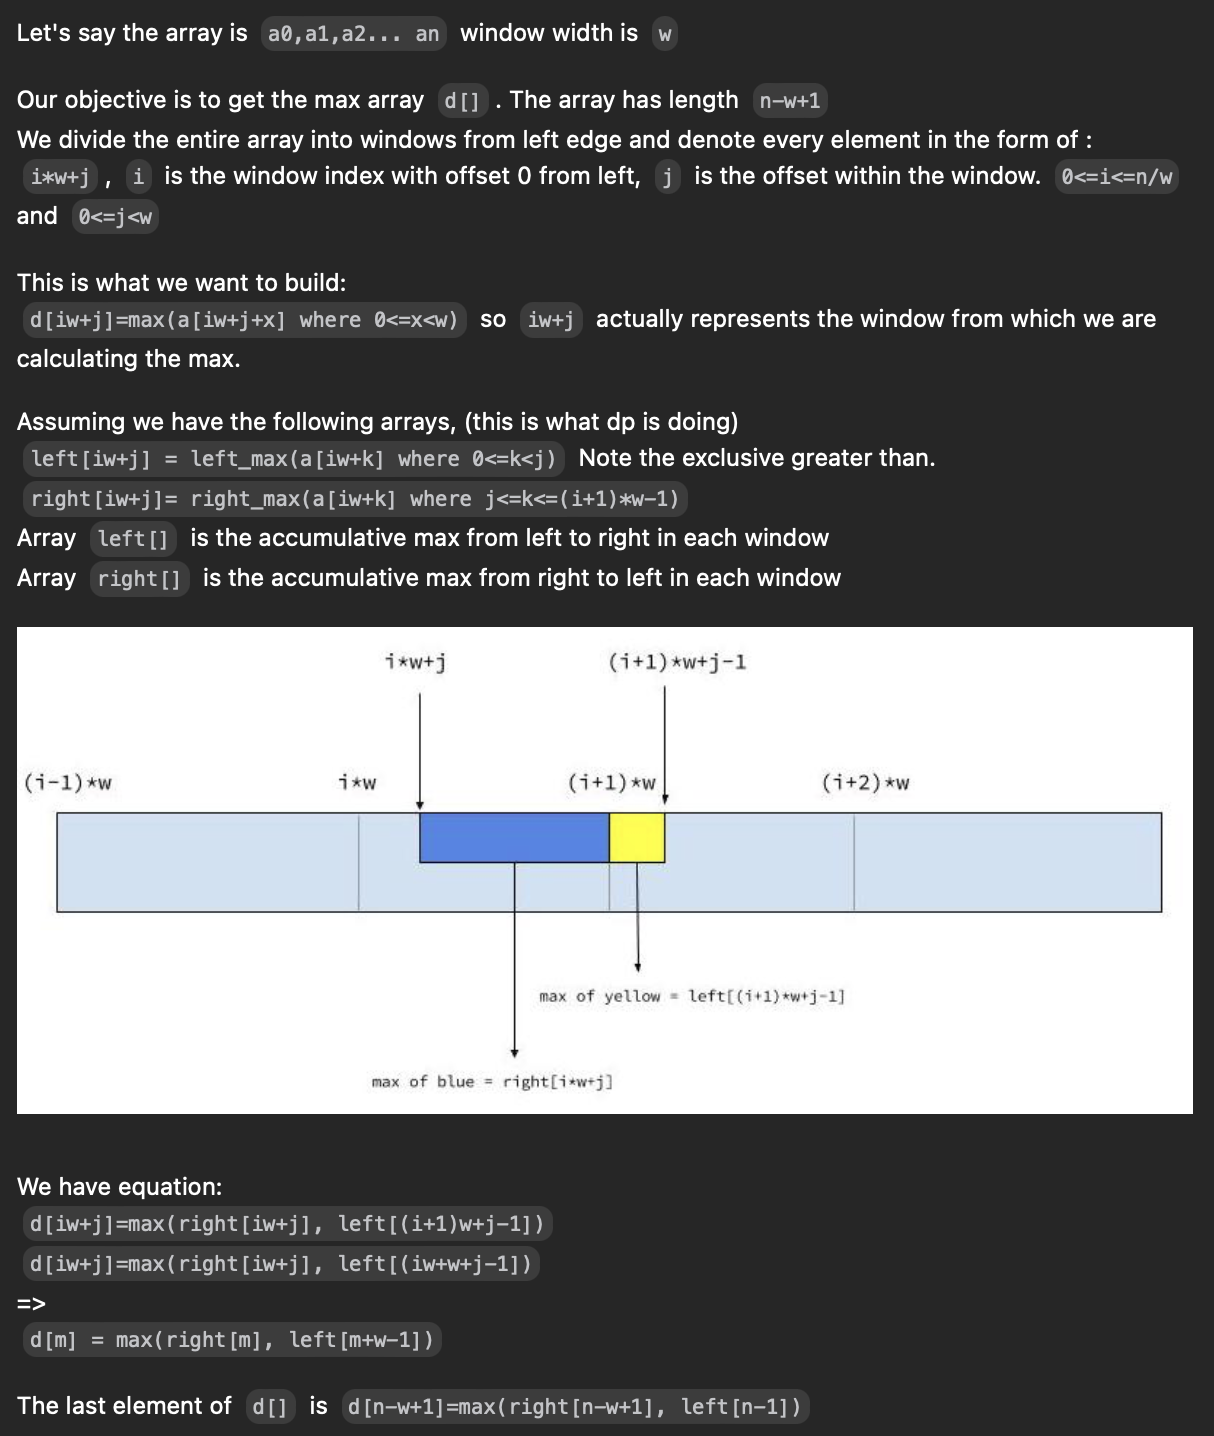 Let's say the array is a0,a1,a2... an window width is w
Our objective is to get the max array d[] . The array has length n-w+1
We divide the entire array into windows from left edge and denote every element in the form of :
i*w+j , i is the window index with offset 0 from left, j is the offset within the window. 0<=i<=n/w
and 0<=j<w
This is what we want to build:
d[iw+j]=max(a[iw+j+x] where 0<=x<w) so iw+j actually represents the window from which we are
calculating the max.
Assuming we have the following arrays, (this is what dp is doing)
left[iw+j] = left_max(a[iw+k] where 0<=k<j) Note the exclusive greater than.
right[iw+j]= right_max(a[iw+k] where j<=k<=(i+1)*w-1)
Array left[] is the accumulative max from left to right in each window
Array right[] is the accumulative max from right to left in each window
i*w+j (i+1)*w+j-1
(i-1)*w i*w (i+1)*w (i+2)*w
max of yellow = left[(i+1)*w+j-1]
max of blue = right[i*w+j]
We have equation:
d[iw+j]=max(right[iw+j], left[(i+1)w+j-1])
d[iw+j]=max(right[iw+j], left[(iw+w+j-1])
=>
d[m] = max(right[m], left[m+w-1])
The last element of d[] is d[n-w+1]=max(right[n-w+1], left[n-1])